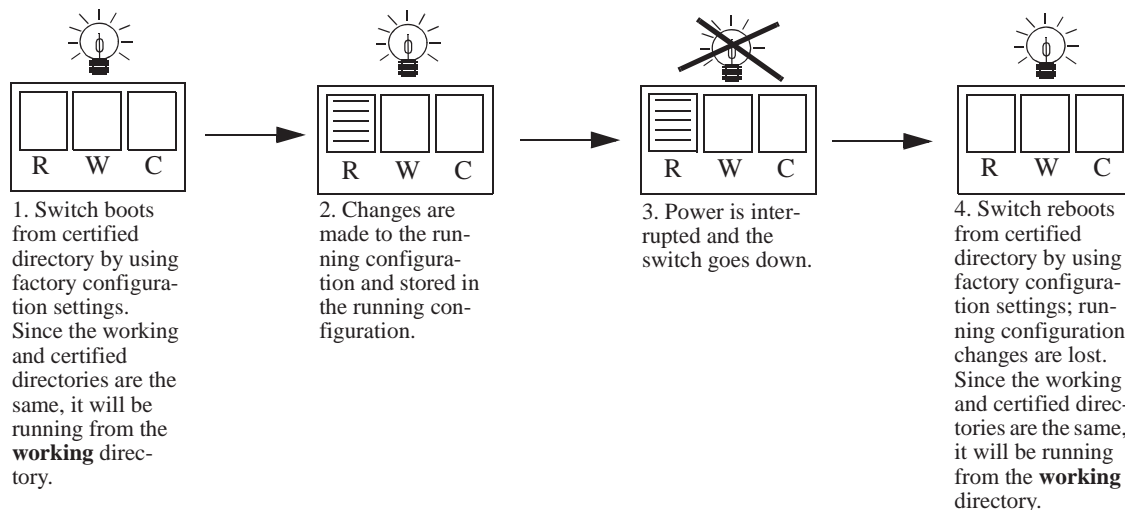 R W C
1. Switch boots
from certified
directory by using
factory configura-
tion settings.
Since the working
and certified
directories are the
same, it will be
running from the
working direc-
tory.
R W C
2. Changes are
made to the run-
ning configura-
tion and stored in
the running con-
figuration.
R W C
3. Power is inter-
rupted and the
switch goes down.
R W C
4. Switch reboots
from certified
directory by using
factory configura-
tion settings; run-
ning configuration
changes are lost.
Since the working
and certified direc-
tories are the same,
it will be running
from the working
directory.